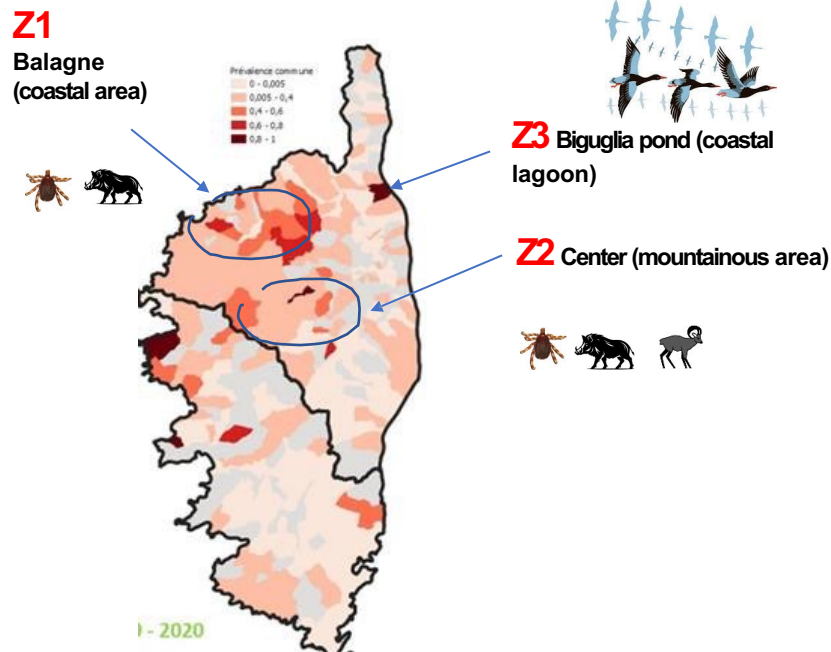 Z1
Balagne
(coastal area)
Prévalence commune
0 - 0,005
0,005 - 0,4
0,4 - 0,6
0,6 - 0,8
0,8 - 1
Z3 Biguglia pond (coastal
lagoon)
Z2 Center (mountainous area)
- 2020